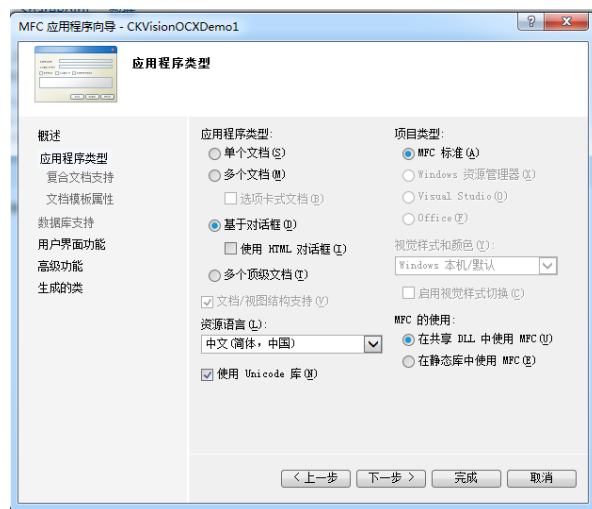 MFC 应用程序向导 - CKVisionOCXDemo1
应用程序类型
概述
应用程序类型
复合文档支持
文档模板属性
数据库支持
用户界面功能
高级功能
生成的类
应用程序类型:
单个文档(S)
多个文档(M)
选项卡式文档(B)
基于对话框(D)
使用 HTML 对话框(I)
多个顶级文档(T)
文档/视图结构支持(V)
资源语言(L):
中文(简体，中国)
使用 Unicode 库(N)
项目类型:
MFC 标准(A)
Windows 资源管理器(X)
Visual Studio(O)
Office(F)
视觉样式和颜色(Y):
Windows 本机/默认
启用视觉样式切换(C)
MFC 的使用:
在共享 DLL 中使用 MFC(U)
在静态库中使用 MFC(E)
< 上一步
下一步 >
完成
取消